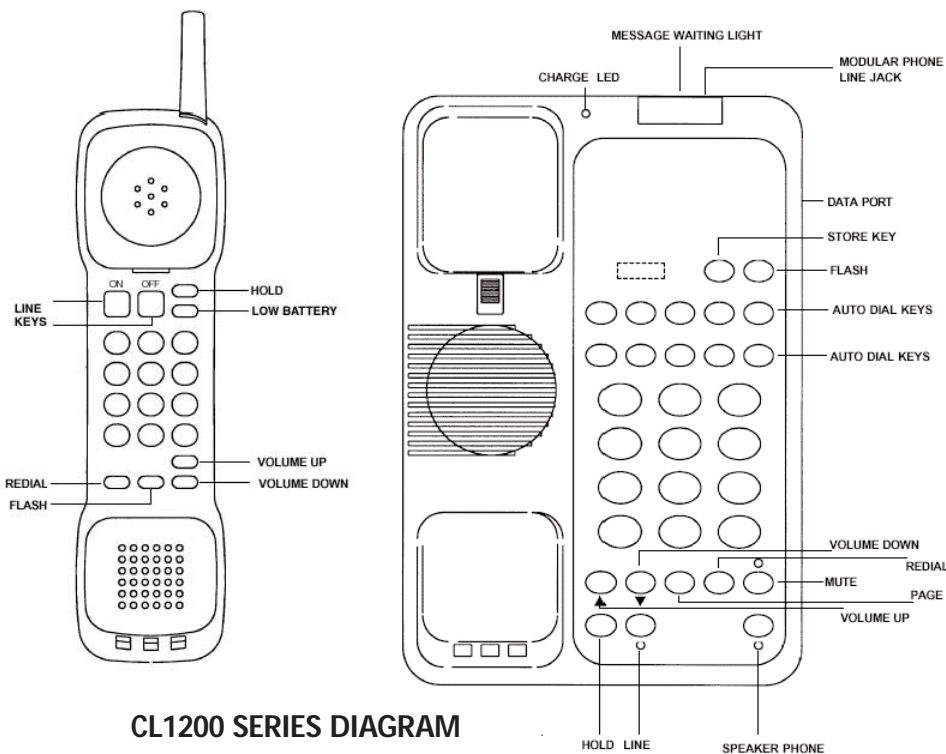 MESSAGE WAITING LIGHT
MODULAR PHONE
LINE JACK
CHARGE LED
DATA PORT
STORE KEY
FLASH
ON
OFF
HOLD
LOW BATTERY
LINE
KEYS
AUTO DIAL KEYS
AUTO DIAL KEYS
VOLUME UP
REDIAL
VOLUME DOWN
FLASH
VOLUME DOWN
REDIAL
MUTE
PAGE
VOLUME UP
CL1200 SERIES DIAGRAM
HOLD
LINE
SPEAKER PHONE